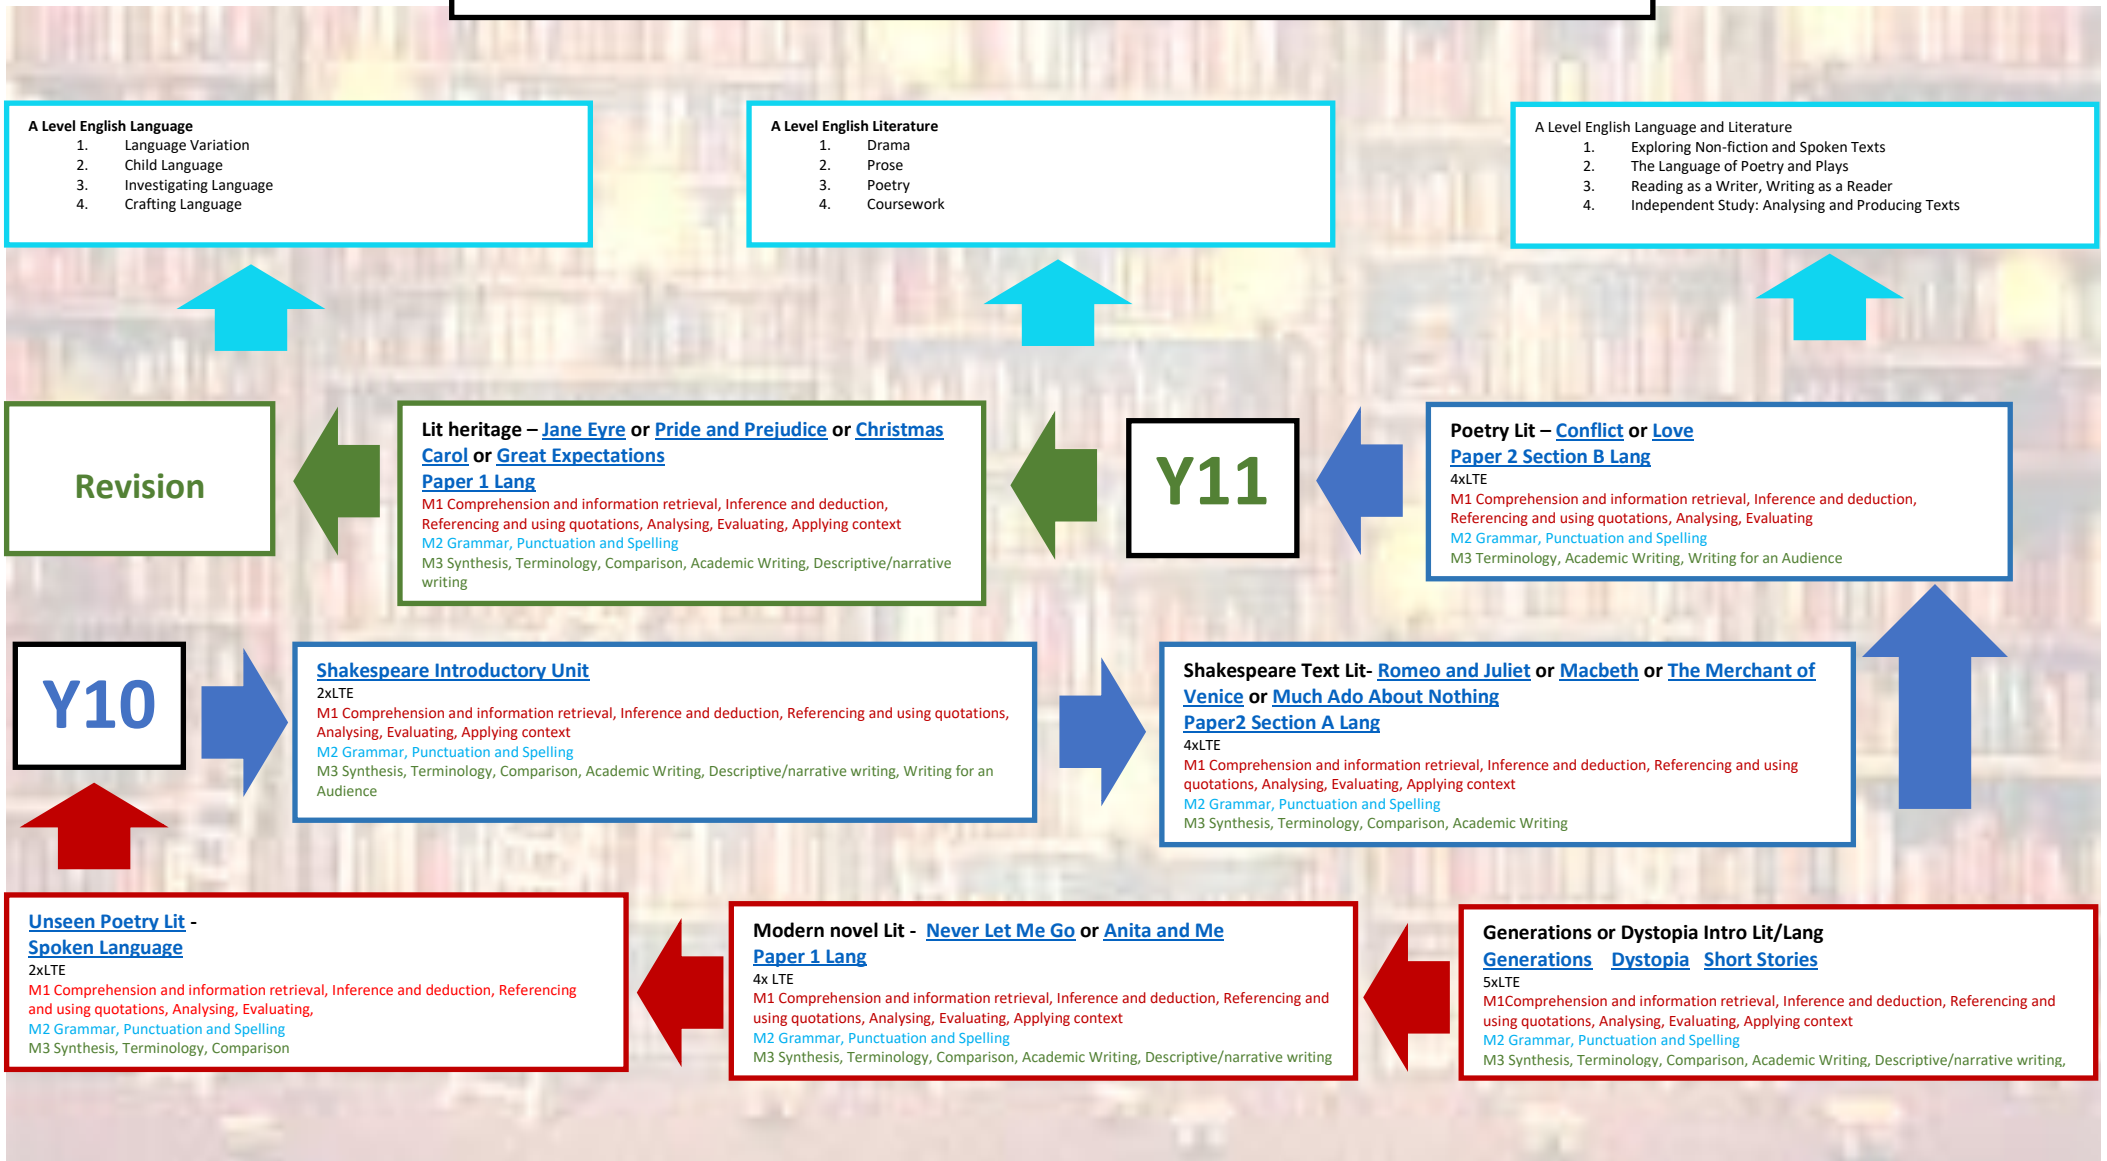 A Level English Language
1. Language Variation
2. Child Language
3. Investigating Language
4. Crafting Language
A Level English Literature
1. Drama
2. Prose
3. Poetry
4. Coursework
A Level English Language and Literature
1. Exploring Non-fiction and Spoken Texts
2. The Language of Poetry and Plays
3. Reading as a Writer, Writing as a Reader
4. Independent Study: Analysing and Producing Texts
Revision
Lit heritage – Jane Eyre or Pride and Prejudice or Christmas
Carol or Great Expectations
Paper 1 Lang
M1 Comprehension and information retrieval, Inference and deduction,
Referencing and using quotations, Analysing, Evaluating, Applying context
M2 Grammar, Punctuation and Spelling
M3 Synthesis, Terminology, Comparison, Academic Writing, Descriptive/narrative
writing
Y11
Poetry Lit – Conflict or Love
Paper 2 Section B Lang
4xLTE
M1 Comprehension and information retrieval, Inference and deduction,
Referencing and using quotations, Analysing, Evaluating
M2 Grammar, Punctuation and Spelling
M3 Terminology, Academic Writing, Writing for an Audience
Y10
Shakespeare Introductory Unit
2xLTE
M1 Comprehension and information retrieval, Inference and deduction, Referencing and using quotations,
Analysing, Evaluating, Applying context
M2 Grammar, Punctuation and Spelling
M3 Synthesis, Terminology, Comparison, Academic Writing, Descriptive/narrative writing, Writing for an
Audience
Shakespeare Text Lit- Romeo and Juliet or Macbeth or The Merchant of
Venice or Much Ado About Nothing
Paper2 Section A Lang
4xLTE
M1 Comprehension and information retrieval, Inference and deduction, Referencing and using
quotations, Analysing, Evaluating, Applying context
M2 Grammar, Punctuation and Spelling
M3 Synthesis, Terminology, Comparison, Academic Writing
Unseen Poetry Lit -
Spoken Language
2xLTE
M1 Comprehension and information retrieval, Inference and deduction, Referencing
and using quotations, Analysing, Evaluating,
M2 Grammar, Punctuation and Spelling
M3 Synthesis, Terminology, Comparison
Modern novel Lit - Never Let Me Go or Anita and Me
Paper 1 Lang
4x LTE
M1 Comprehension and information retrieval, Inference and deduction, Referencing and
using quotations, Analysing, Evaluating, Applying context
M2 Grammar, Punctuation and Spelling
M3 Synthesis, Terminology, Comparison, Academic Writing, Descriptive/narrative writing
Generations or Dystopia Intro Lit/Lang
Generations Dystopia Short Stories
5xLTE
M1Comprehension and information retrieval, Inference and deduction, Referencing and
using quotations, Analysing, Evaluating, Applying context
M2 Grammar, Punctuation and Spelling
M3 Synthesis, Terminology, Comparison, Academic Writing, Descriptive/narrative writing,